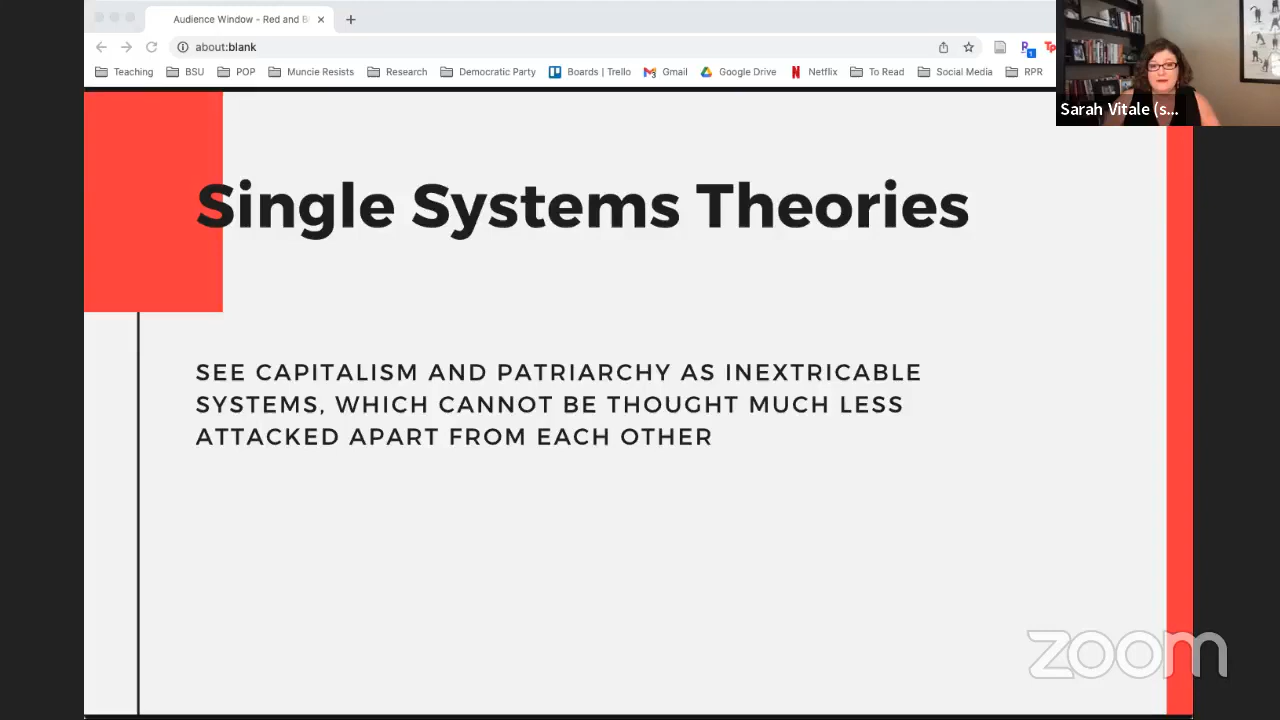 Audience Window - Red and B
about:blank
Teaching
BSU
POP
Muncie Resists
Research
Democratic Party
Boards | Trello
Gmail
Google Drive
Netflix
To Read
Social Media
RPR
Sarah Vitale (s...
Single Systems Theories
SEE CAPITALISM AND PATRIARCHY AS INEXTRICABLE
SYSTEMS, WHICH CANNOT BE THOUGHT MUCH LESS
ATTACKED APART FROM EACH OTHER
zoom